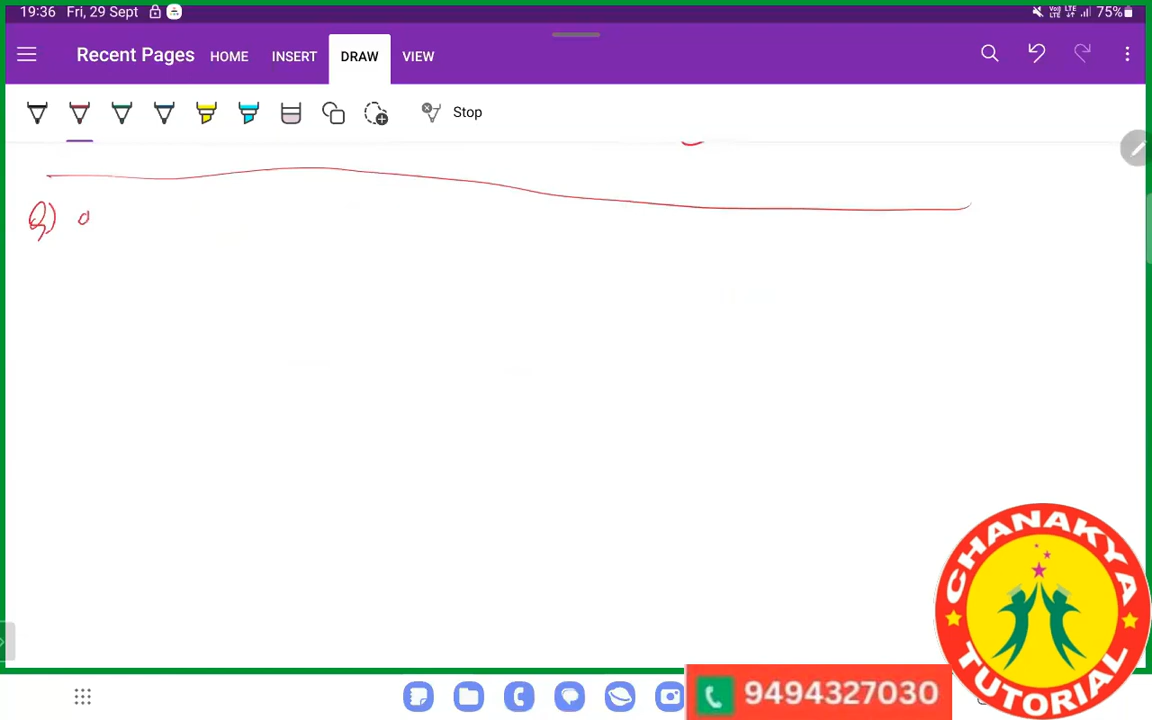 19:36 Fri, 29 Sept 75%
Recent Pages HOME INSERT DRAW VIEW
Stop
Q)
CHANAKYA
TUTORIAL
9494327030